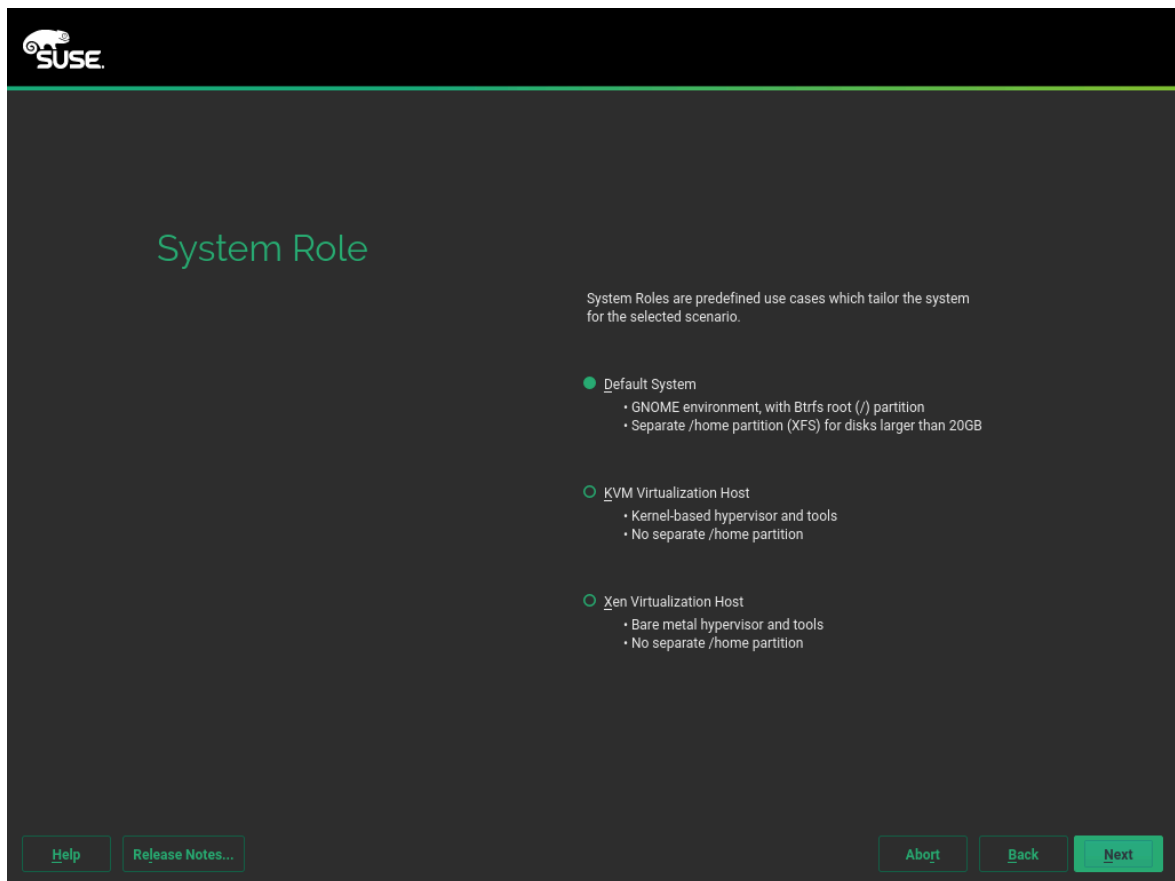 SUSE.
System Role
System Roles are predefined use cases which tailor the system
for the selected scenario.
Default System
• GNOME environment, with Btrfs root (/) partition
• Separate /home partition (XFS) for disks larger than 20GB
KVM Virtualization Host
• Kernel-based hypervisor and tools
• No separate /home partition
Xen Virtualization Host
• Bare metal hypervisor and tools
• No separate /home partition
Help
Release Notes...
Abort
Back
Next